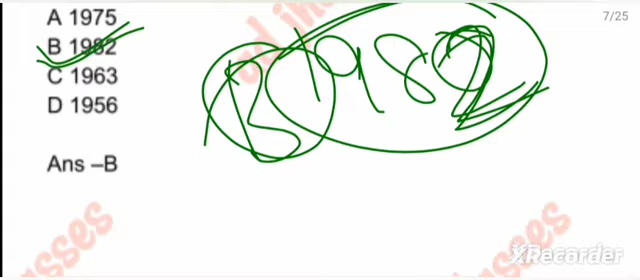 A 1975
7/25
B 1982
B 1982
C 1963
D 1956
Ans –B
XRecorder